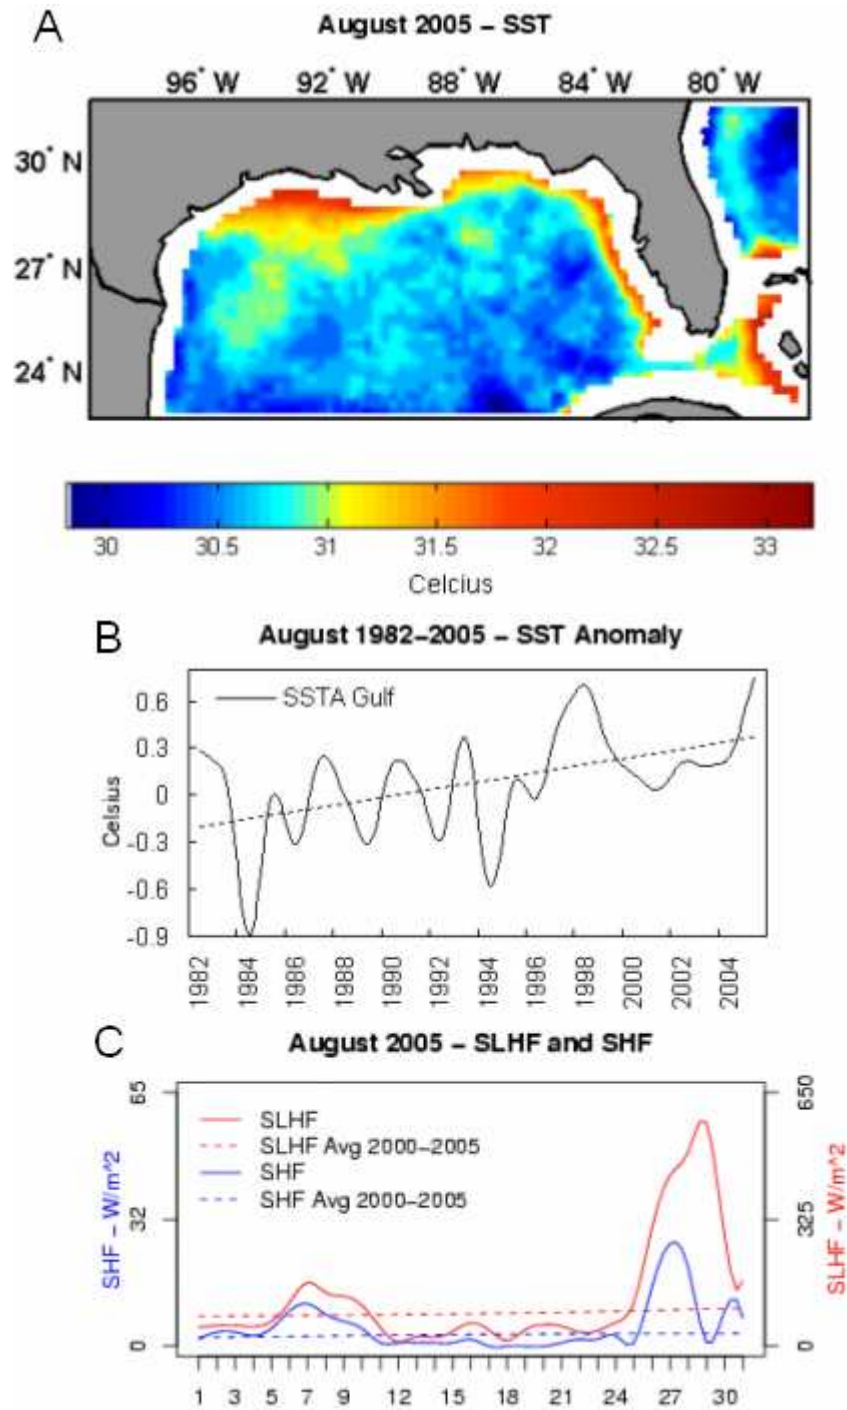 A
August 2005 – SST
96° W 92° W 88° W 84° W 80° W
30° N
27° N
24° N
30 30.5 31 31.5 32 32.5 33
Celcius
B
August 1982–2005 – SST Anomaly
SSTA Gulf
Celsius
0.6
0.3
0
-0.3
-0.6
-0.9
1982 1984 1986 1988 1990 1992 1994 1996 1998 2000 2002 2004
C
August 2005 – SLHF and SHF
SLHF
SLHF Avg 2000–2005
SHF
SHF Avg 2000–2005
SHF – W/m^2
65
32
0
650
325
0
SLHF – W/m^2
1 3 5 7 9 12 15 18 21 24 27 30